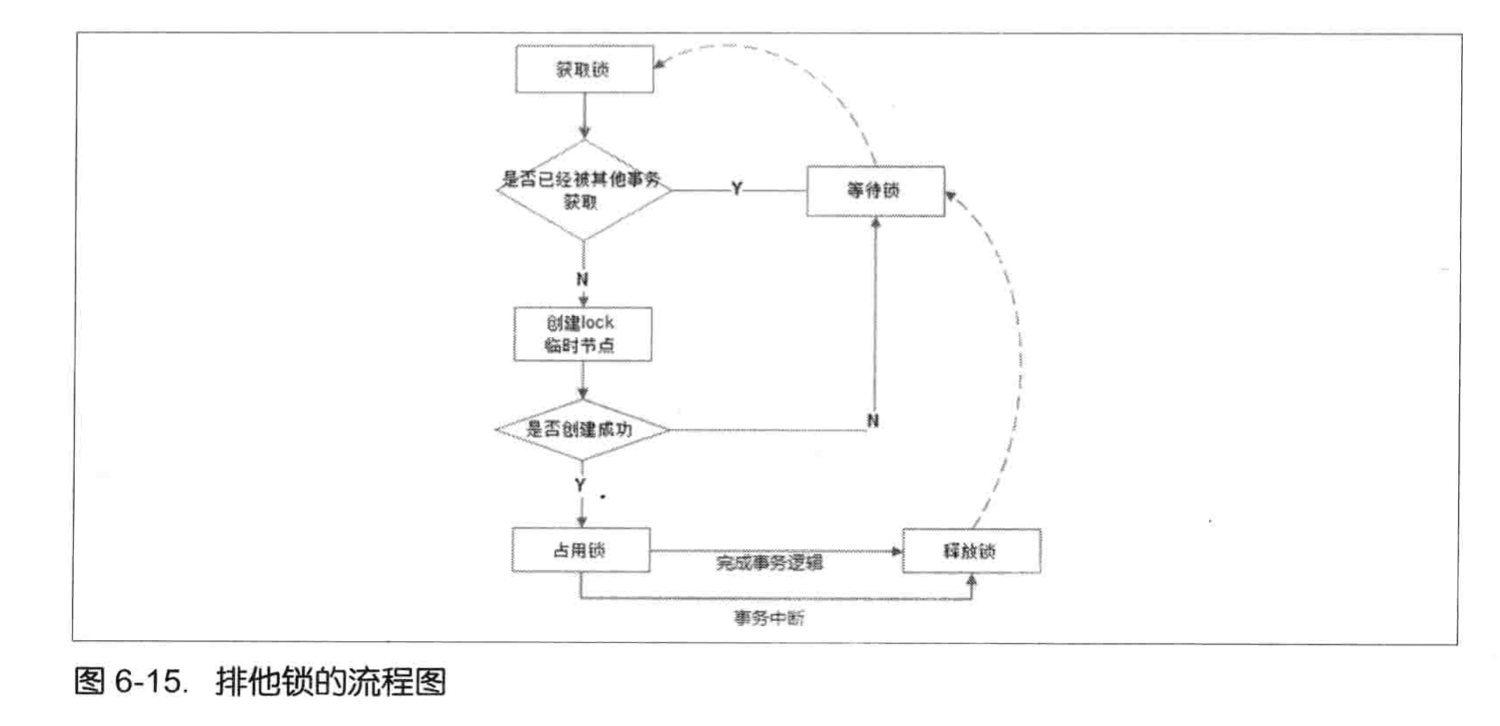 获取锁
是否已经被其他事务
获取
Y
等待锁
N
创建lock
临时节点
是否创建成功
N
Y
占用锁
完成事务逻辑
释放锁
事务中断
图 6-15. 排他锁的流程图